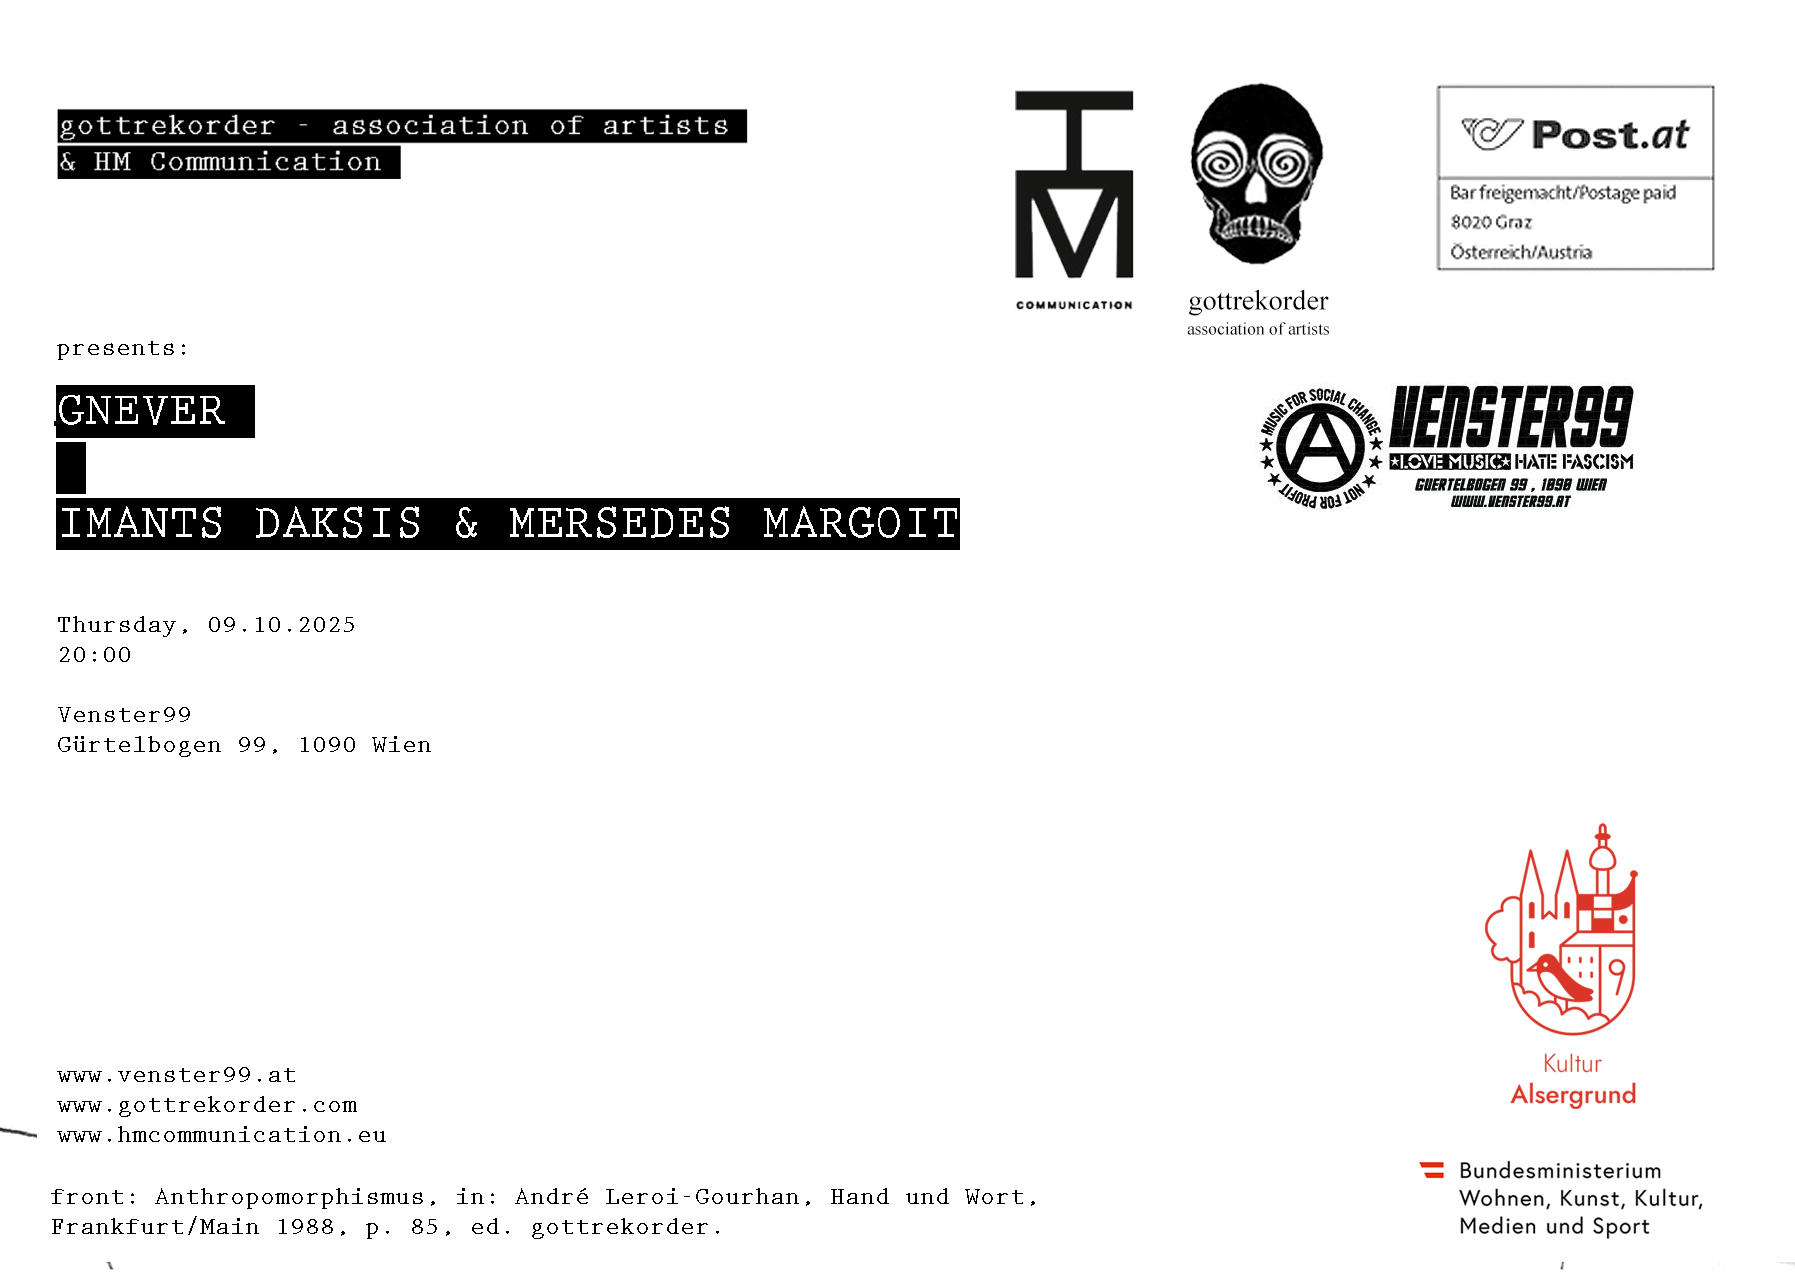 gottrekorder - association of artists
& HM Communication
HM
COMMUNICATION
gottrekorder
association of artists
Post.at
Bar freigemacht/Postage paid
8020 Graz
Österreich/Austria
presents:
GNEVER
IMANTS DAKSIS & MERSEDES MARGOIT
MUSIC FOR SOCIAL CHANGE
A
NOT FOR PROFIT
VENSTER99
LOVE MUSIC HATE FASCISM
GUERTELBOGEN 99 , 1090 WIEN
WWW.VENSTER99.AT
Thursday, 09.10.2025
20:00
Venster99
Gürtelbogen 99, 1090 Wien
9
Kultur
Alsergrund
www.venster99.at
www.gottrekorder.com
www.hmcommunication.eu
Bundesministerium
Wohnen, Kunst, Kultur,
Medien und Sport
front: Anthropomorphismus, in: André Leroi-Gourhan, Hand und Wort,
Frankfurt/Main 1988, p. 85, ed. gottrekorder.